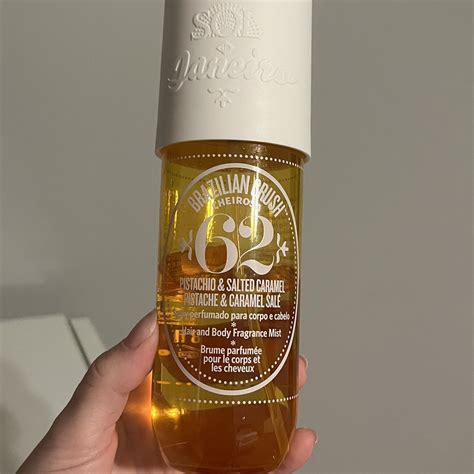 SOL
de
Janeiro
BRAZILIAN CRUSH
CHEIROSA
62
PISTACHIO & SALTED CARAMEL
PISTACHE & CARAMEL SALÉ
perfumado para corpo e cabelo
Hair and Body Fragrance Mist
Brume parfumée
pour le corps et
les cheveux